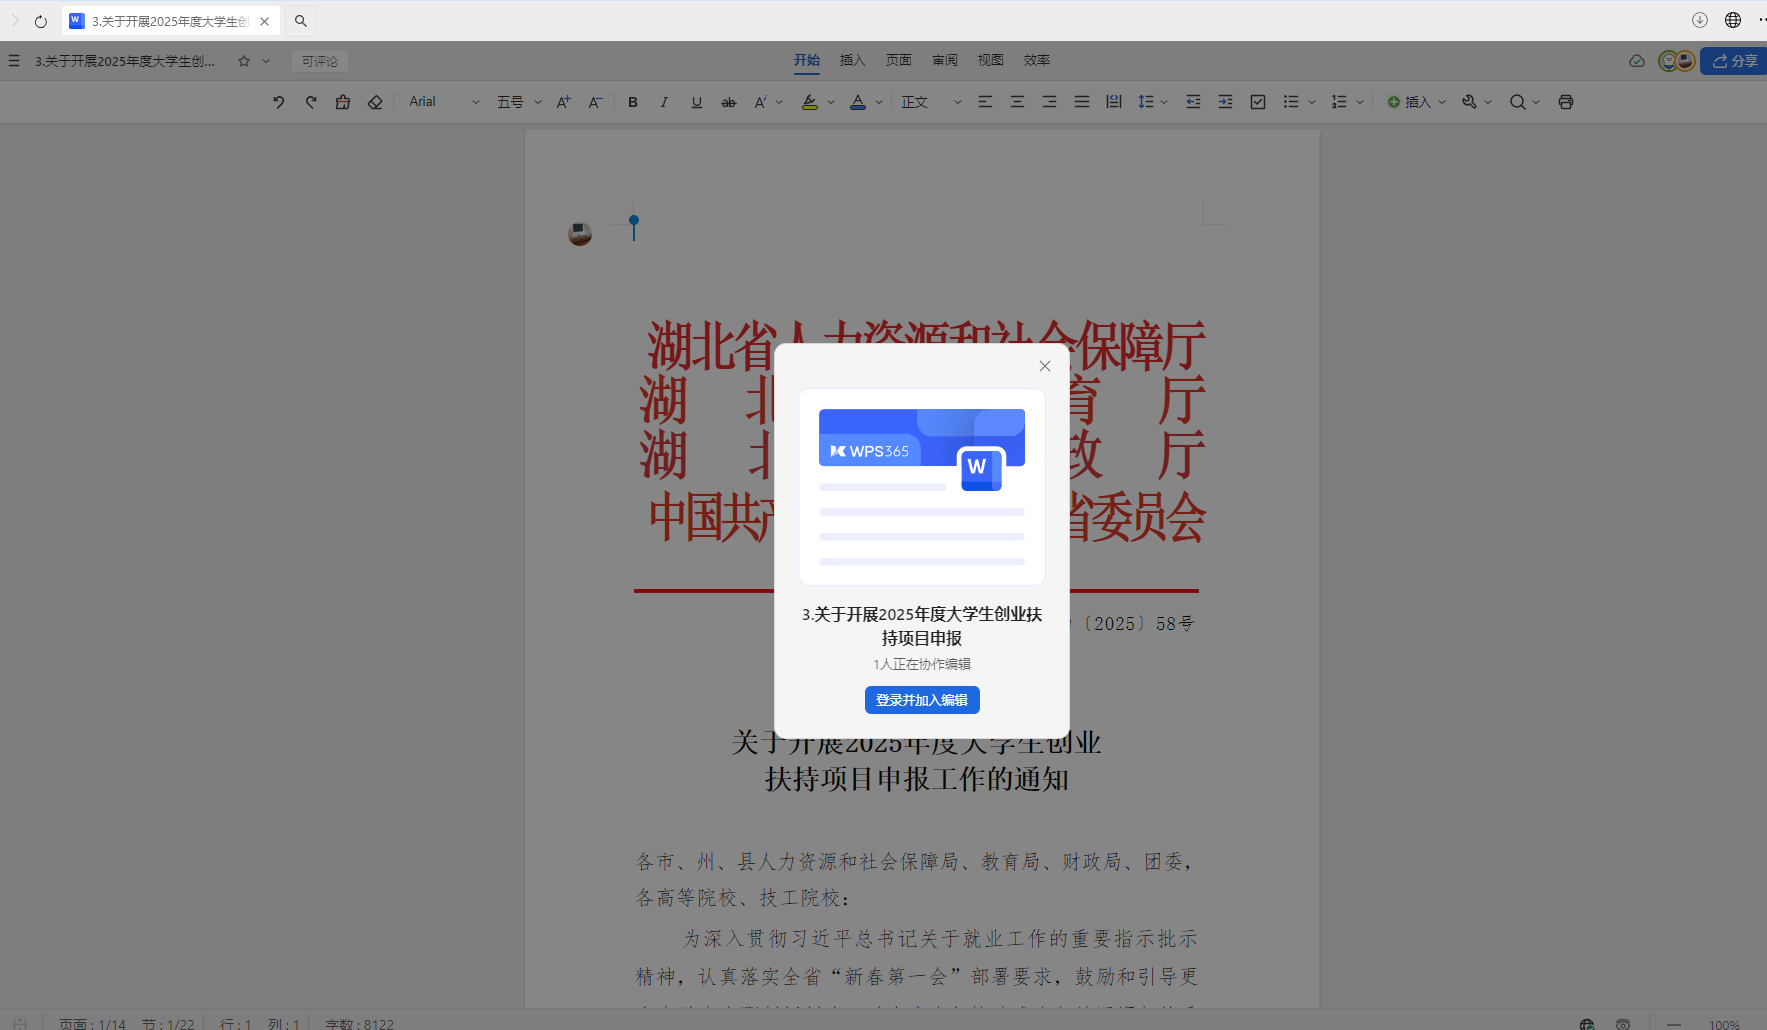 3.关于开展2025年度大学生创
3.关于开展2025年度大学生创...
可评论
开始 插入 页面 审阅 视图 效率
分享
Arial 五号 正文 插入
湖北省人力资源和社会保障厅
湖 北 育 厅
湖 北 政 厅
中国共产 省委员会
〔2025〕58号
WPS365
W
3.关于开展2025年度大学生创业扶
持项目申报
1人正在协作编辑
登录并加入编辑
关于开展2025年度大学生创业
扶持项目申报工作的通知
各市、州、县人力资源和社会保障局、教育局、财政局、团委，
各高等院校、技工院校：
为深入贯彻习近平总书记关于就业工作的重要指示批示
精神，认真落实全省“新春第一会”部署要求，鼓励和引导更
页面：1/14 节：1/22 行：1 列：1 字数：8122 100%